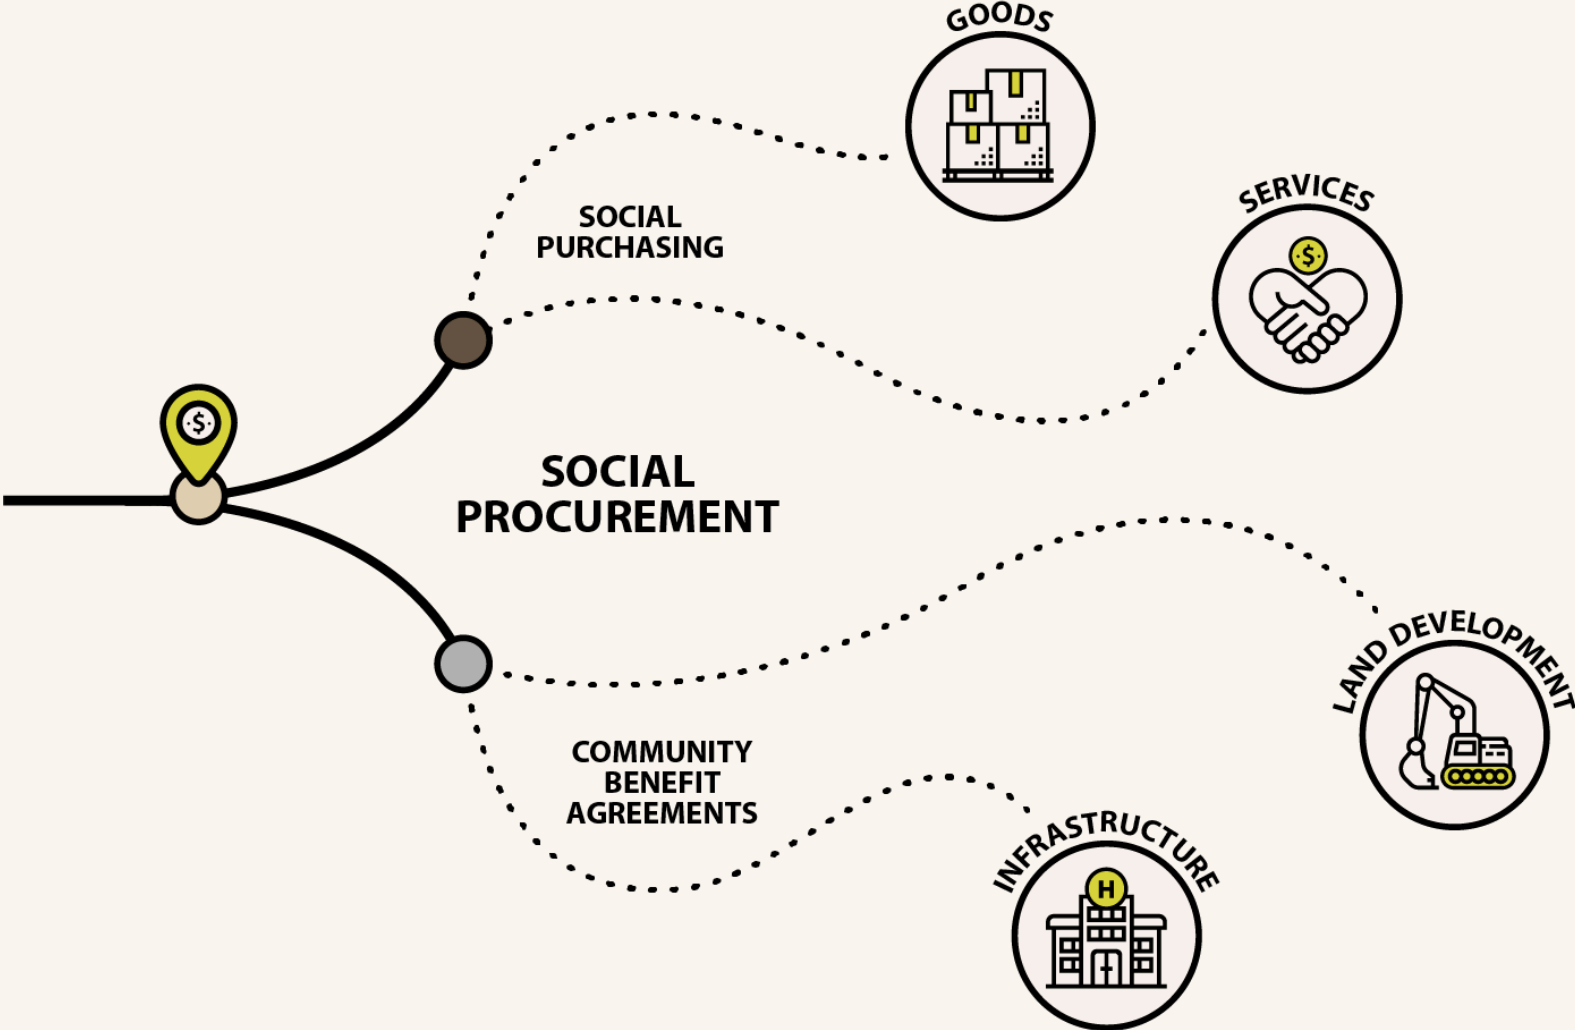 GOODS
SERVICES
SOCIAL
PURCHASING
$
$
SOCIAL
PROCUREMENT
LAND DEVELOPMENT
COMMUNITY
BENEFIT
AGREEMENTS
INFRASTRUCTURE
H